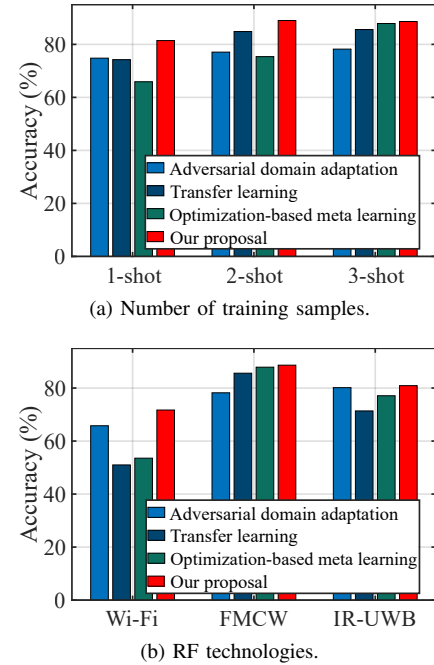 Accuracy (%)
80
60
40
20
0
Adversarial domain adaptation
Transfer learning
Optimization-based meta learning
Our proposal
1-shot 2-shot 3-shot
(a) Number of training samples.
Accuracy (%)
80
60
40
20
0
Adversarial domain adaptation
Transfer learning
Optimization-based meta learning
Our proposal
Wi-Fi FMCW IR-UWB
(b) RF technologies.